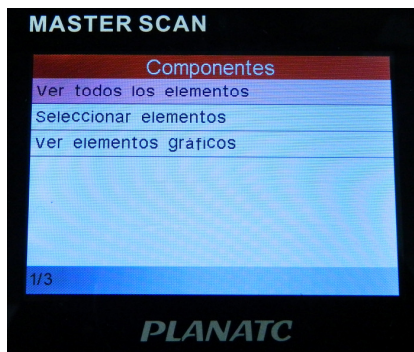 MASTER SCAN
Componentes
Ver todos los elementos
Seleccionar elementos
Ver elementos gráficos
1/3
PLANATC